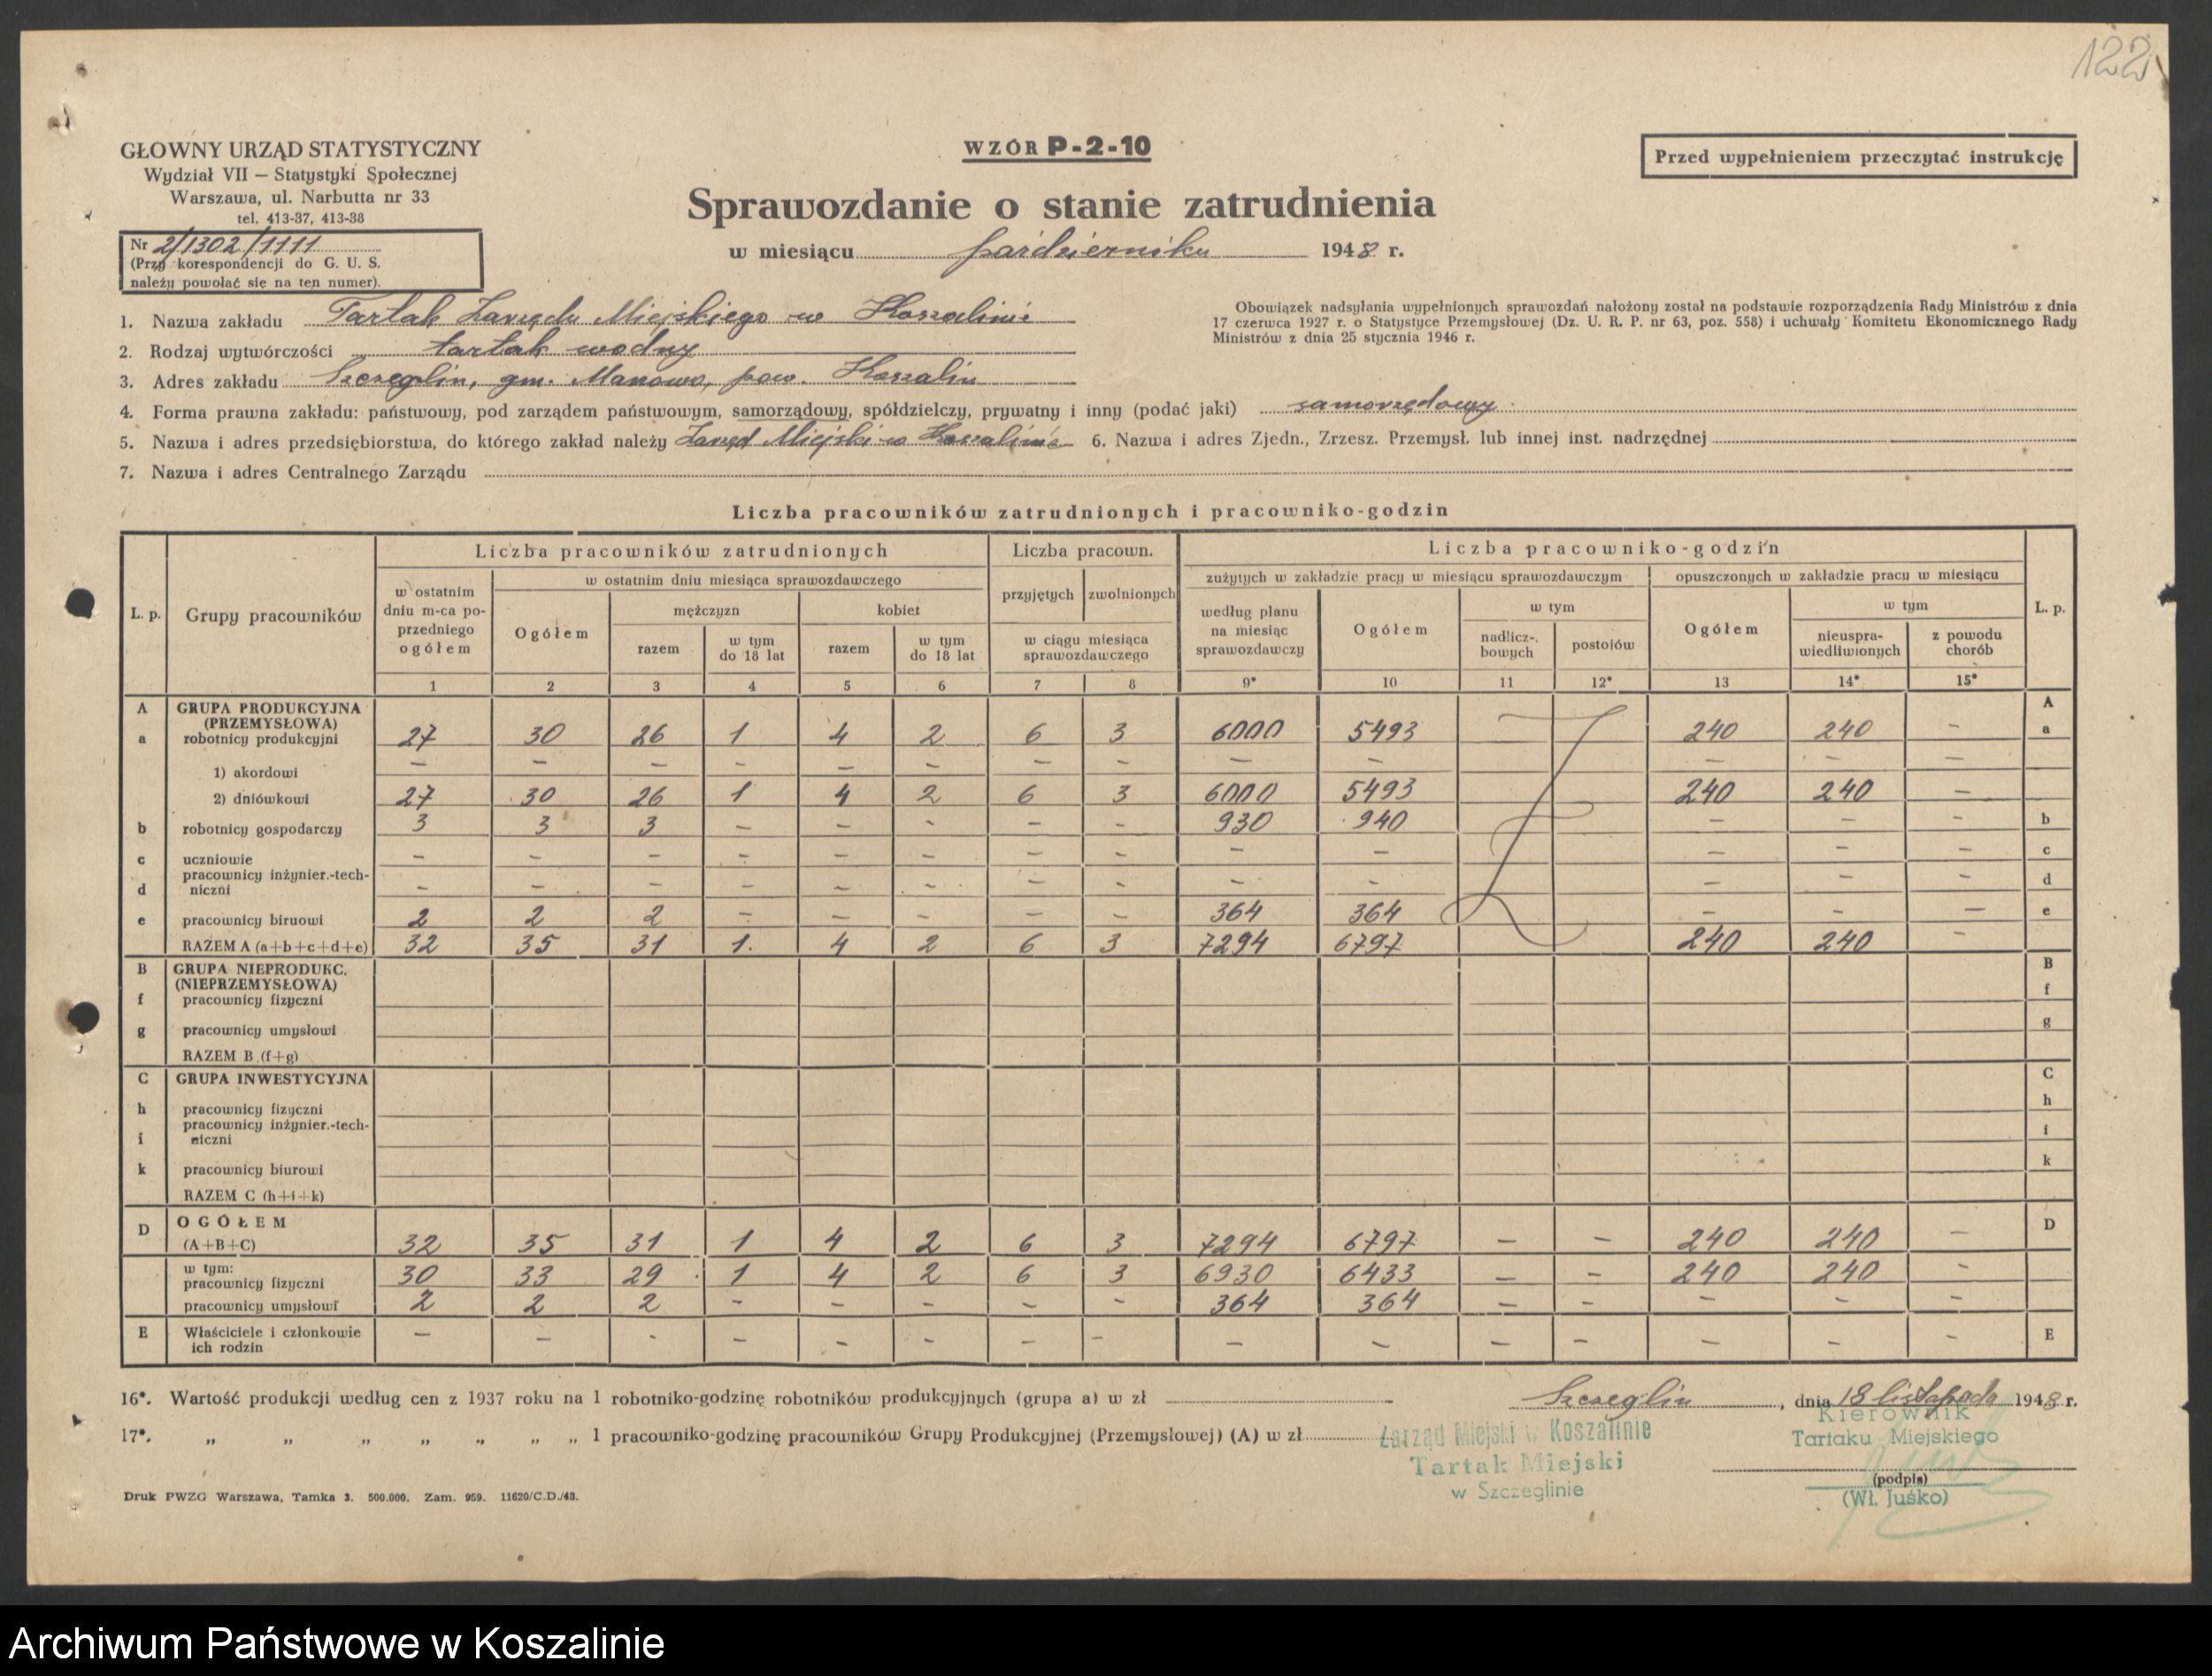 122
GŁOWNY URZĄD STATYSTYCZNY
Wydział VII — Statystyki Społecznej
Warszawa, ul. Narbutta nr 33
tel. 413-37, 413-38
Nr 2/1302/1111
(Przy korespondencji do G. U. S.
należy powołać się na ten numer).
WZÓR P-2-10
Przed wypełnieniem przeczytać instrukcję
Sprawozdanie o stanie zatrudnienia
w miesiącu październiku 1948 r.
Obowiązek nadsyłania wypełnionych sprawozdań nałożony został na podstawie rozporządzenia Rady Ministrów z dnia
17 czerwca 1927 r. o Statystyce Przemysłowej (Dz. U. R. P. nr 63, poz. 558) i uchwały Komitetu Ekonomicznego Rady
Ministrów z dnia 25 stycznia 1946 r.
1. Nazwa zakładu Tartak Zarządu Miejskiego w Koszalinie
2. Rodzaj wytwórczości tartak wodny
3. Adres zakładu Szczeglin, gm. Manowo, pow. Koszalin
4. Forma prawna zakładu: państwowy, pod zarządem państwowym, samorządowy, spółdzielczy, prywatny i inny (podać jaki) samorządowy.
5. Nazwa i adres przedsiębiorstwa, do którego zakład należy Zarząd Miejski w Koszalinie 6. Nazwa i adres Zjedn., Zrzesz. Przemysł. lub innej inst. nadrzędnej
7. Nazwa i adres Centralnego Zarządu
Liczba pracowników zatrudnionych i pracowniko-godzin
L. p. Grupy pracowników Liczba pracowników zatrudnionych Liczba pracown. Liczba pracowniko-godzin L. p.
w ostatnim dniu m-ca poprzedniego ogółem
w ostatnim dniu miesiąca sprawozdawczego
Ogółem
mężczyzn
razem
w tym do 18 lat
kobiet
razem
w tym do 18 lat
przyjętych zwolnionych
w ciągu miesiąca sprawozdawczego
zużytych w zakładzie pracy w miesiącu sprawozdawczym
według planu na miesiąc sprawozdawczy
Ogółem
w tym
nadlicz-. bowych
postojów
opuszczonych w zakładzie pracy w miesiącu
Ogółem
w tym
nieuspra-wiedliwionych
z powodu chorób
1 2 3 4 5 6 7 8 9* 10 11 12* 13 14* 15*
A GRUPA PRODUKCYJNA (PRZEMYSŁOWA) A
a robotnicy produkcyjni 27 30 26 1 4 2 6 3 6000 5493 240 240 - a
1) akordowi - - - - - - - - - - - - -
2) dniówkowi 27 30 26 1 4 2 6 3 6000 5493 240 240 -
b robotnicy gospodarczy 3 3 3 - - - - - 930 940 - - - b
c uczniowie - - - - - - - - - - - - - c
d pracownicy inżynier.-techniczni - - - - - - - - - - - - - d
e pracownicy biruowi 2 2 2 - - - - - 364 364 - - - e
RAZEM A (a+b+c+d+e) 32 35 31 1. 4 2 6 3 7294 6797 240 240 -
B GRUPA NIEPRODUKC. (NIEPRZEMYSŁOWA) B
f pracownicy fizyczni f
g pracownicy umysłowi g
RAZEM B (f+g)
C GRUPA INWESTYCYJNA C
h pracownicy fizyczni h
i pracownicy inżynier.-techniczni i
k pracownicy biurowi k
RAZEM C (h+i+k)
D OGÓŁEM (A+B+C) 32 35 31 1 4 2 6 3 7294 6797 - - 240 240 - D
w tym:
pracownicy fizyczni 30 33 29 1 4 2 6 3 6930 6433 - - 240 240 -
pracownicy umysłowi 2 2 2 - - - - - 364 364 - - - - -
E Właściciele i członkowie ich rodzin - - - - - - - - - - - - - - - E
16*. Wartość produkcji według cen z 1937 roku na 1 robotniko-godzinę robotników produkcyjnych (grupa a) w zł
17*. „ „ „ „ „ „ „ 1 pracowniko-godzinę pracowników Grupy Produkcyjnej (Przemysłowej) (A) w zł
Szczeglin, dnia 18 listopada 1948 r.
Zarząd Miejski w Koszalinie
Tartak Miejski
w Szczeglinie
Kierownik
Tartaku Miejskiego
(podpis)
(Wł. Juśko)
Druk PWZG Warszawa, Tamka 3. 500.000. Zam. 959. 11620/C.D./48.
Archiwum Państwowe w Koszalinie